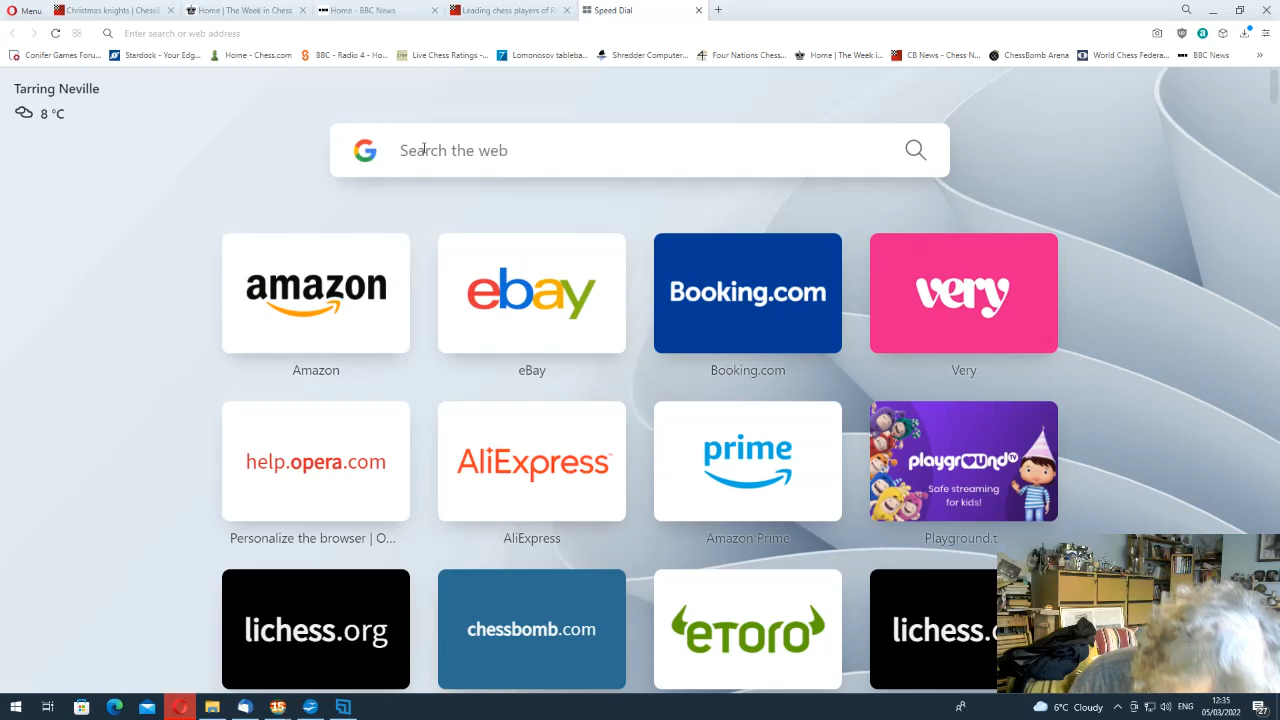 Menu
Christmas knights | ChessB
Home | The Week in Chess
Home - BBC News
Leading chess players of R
Speed Dial
Enter search or web address
Conifer Games Foru...
Stardock - Your Edg...
Home - Chess.com
BBC - Radio 4 - Ho...
Live Chess Ratings -...
Lomonosov tableba...
Shredder Computer...
Four Nations Chess...
Home | The Week i...
CB News - Chess N...
ChessBomb Arena
World Chess Federa...
BBC News
Tarring Neville
8 °C
Search the web
amazon
ebay
Booking.com
very
Amazon
eBay
Booking.com
Very
help.opera.com
AliExpress
prime
playground TV
Safe streaming
for kids!
Personalize the browser | O...
AliExpress
Amazon Prime
Playground.t
lichess.org
chessbomb.com
eToro
lichess.
15
6°C Cloudy
ENG
12:35
05/03/2022
27